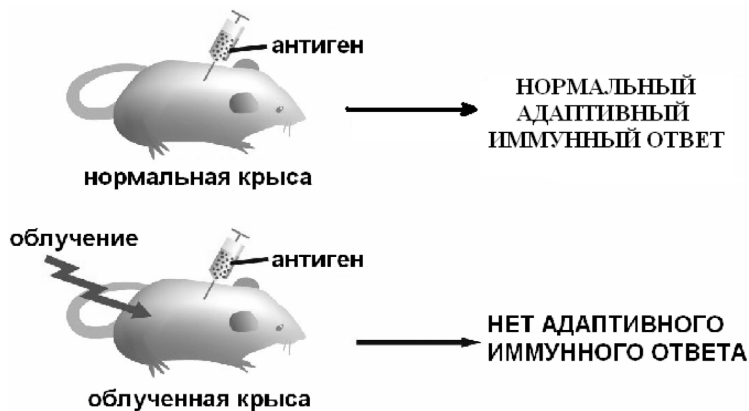 антиген
НОРМАЛЬНЫЙ
АДАПТИВНЫЙ
ИММУННЫЙ ОТВЕТ
нормальная крыса
облучение
антиген
НЕТ АДАПТИВНОГО
ИММУННОГО ОТВЕТА
облученная крыса